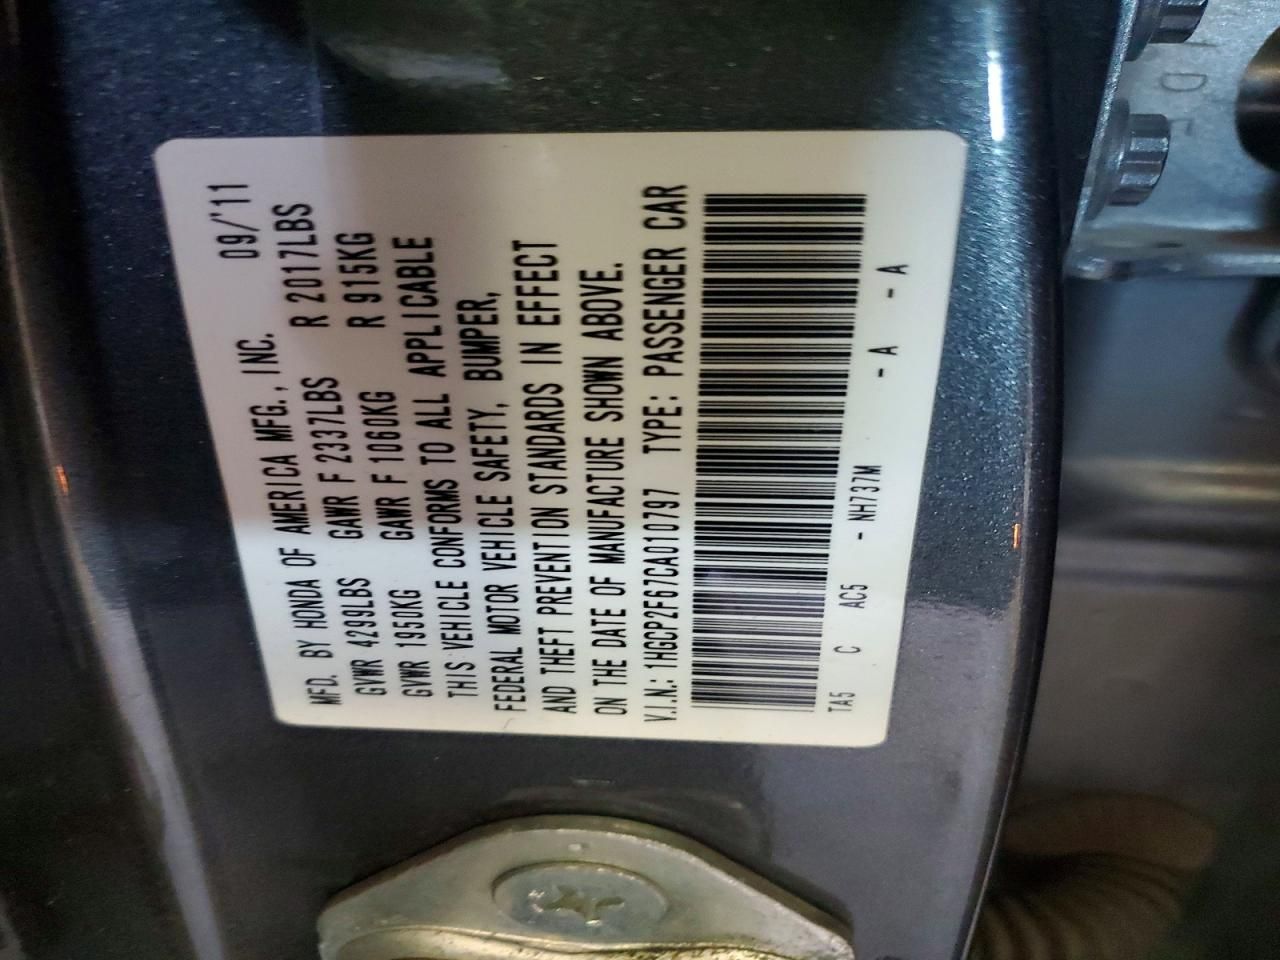 MFD. BY HONDA OF AMERICA MFG., INC. 09/'11
GVWR 4299LBS GAWR F 2337LBS R 2017LBS
GVWR 1950KG GAWR F 1060KG R 915KG
THIS VEHICLE CONFORMS TO ALL APPLICABLE
FEDERAL MOTOR VEHICLE SAFETY, BUMPER,
AND THEFT PREVENTION STANDARDS IN EFFECT
ON THE DATE OF MANUFACTURE SHOWN ABOVE.
V.I.N.: 1HGCP2F67CA010797 TYPE: PASSENGER CAR
TA5 C AC5 - NH737M - A - A